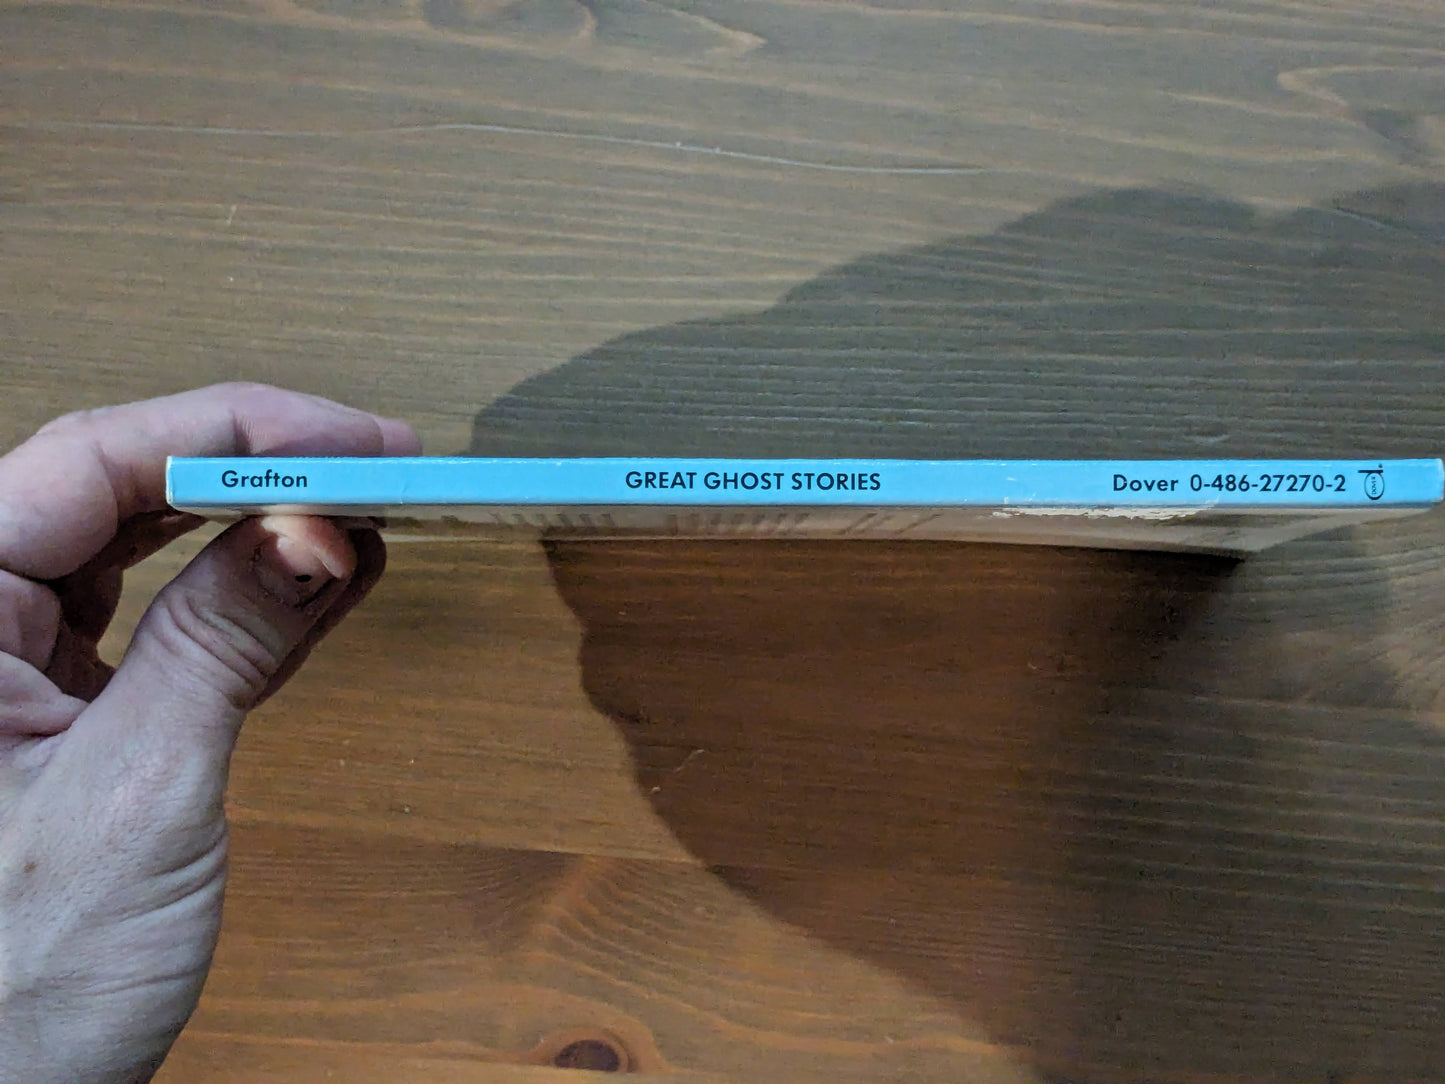 Grafton GREAT GHOST STORIES Dover 0-486-27270-2